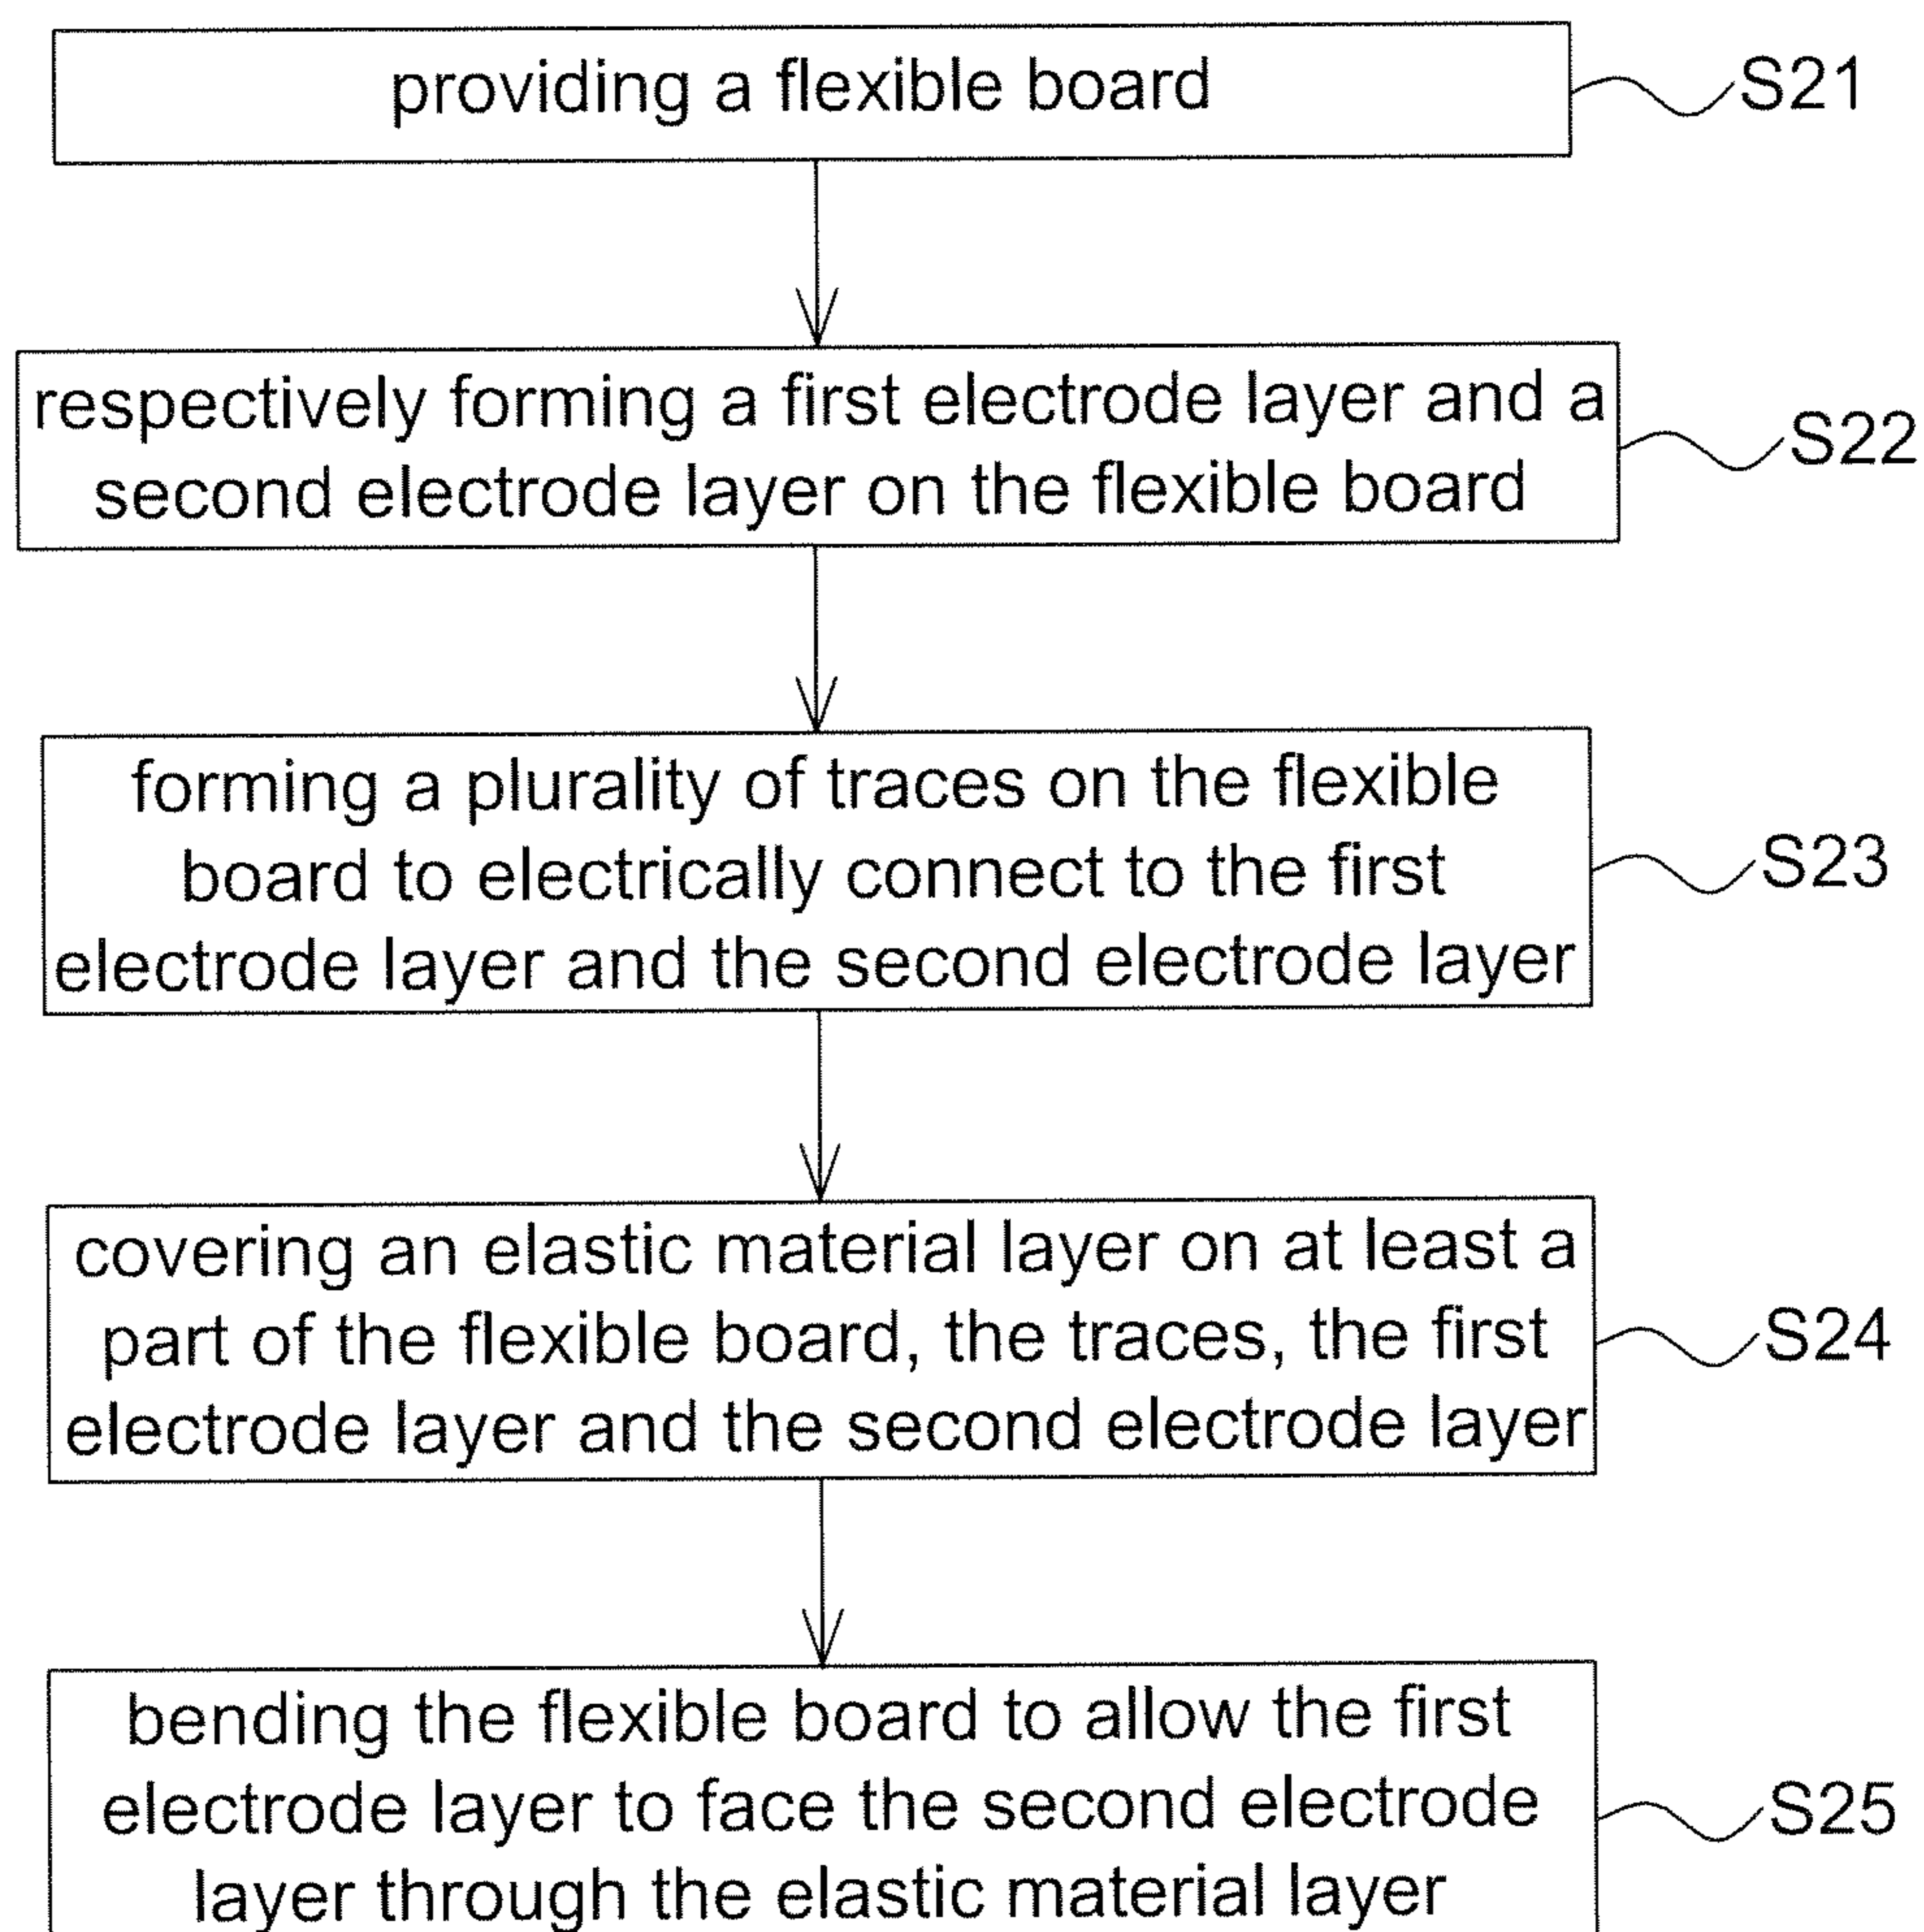 providing a flexible board
S21
respectively forming a first electrode layer and a
second electrode layer on the flexible board
S22
forming a plurality of traces on the flexible
board to electrically connect to the first
electrode layer and the second electrode layer
S23
covering an elastic material layer on at least a
part of the flexible board, the traces, the first
electrode layer and the second electrode layer
S24
bending the flexible board to allow the first
electrode layer to face the second electrode
layer through the elastic material layer
S25